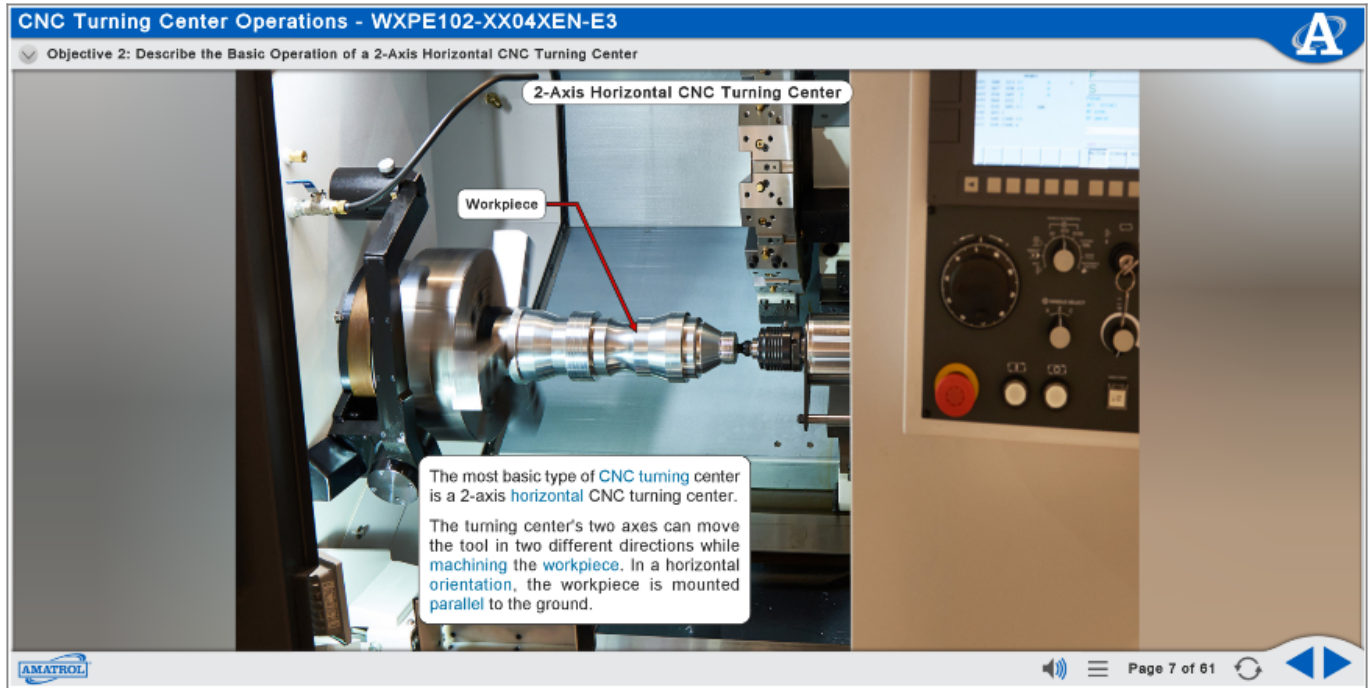 CNC Turning Center Operations - WXPE102-XX04XEN-E3
Objective 2: Describe the Basic Operation of a 2-Axis Horizontal CNC Turning Center
2-Axis Horizontal CNC Turning Center
Workpiece
The most basic type of CNC turning center
is a 2-axis horizontal CNC turning center.
The turning center's two axes can move
the tool in two different directions while
machining the workpiece. In a horizontal
orientation, the workpiece is mounted
parallel to the ground.
AMATROL
Page 7 of 61